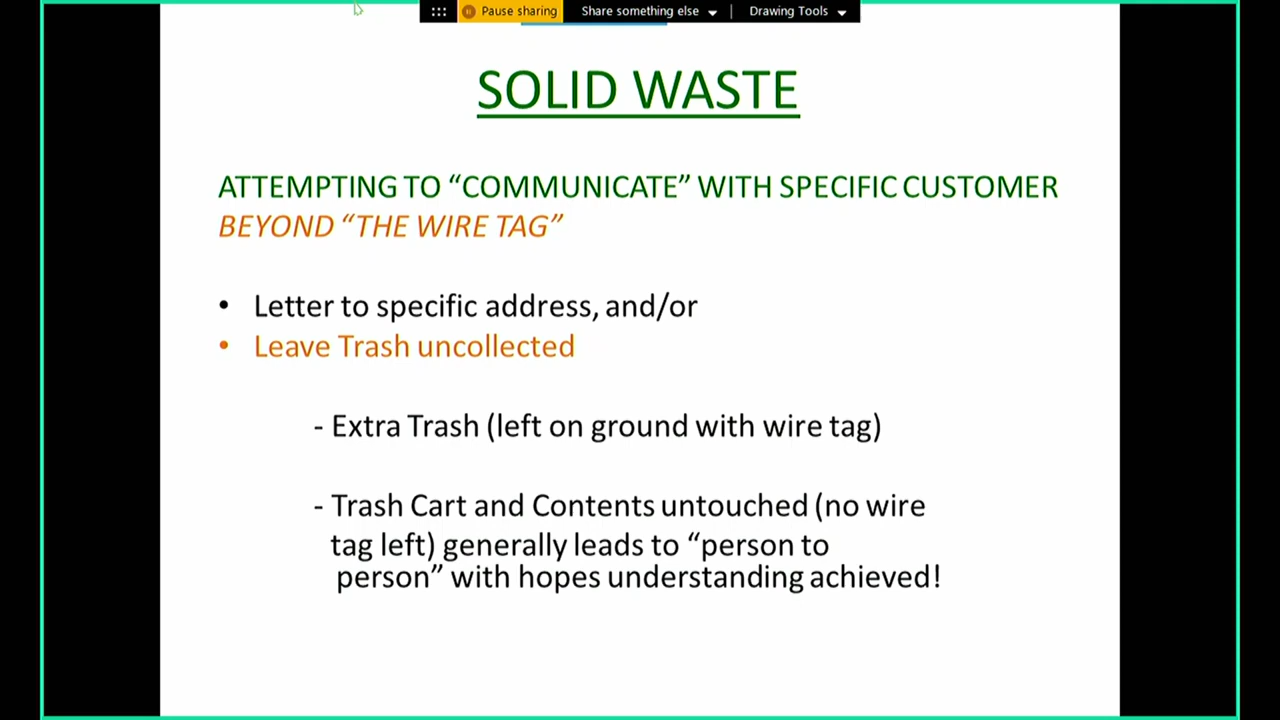 Pause sharing Share something else Drawing Tools
SOLID WASTE
ATTEMPTING TO “COMMUNICATE” WITH SPECIFIC CUSTOMER
BEYOND “THE WIRE TAG”
• Letter to specific address, and/or
• Leave Trash uncollected
- Extra Trash (left on ground with wire tag)
- Trash Cart and Contents untouched (no wire
tag left) generally leads to “person to
person” with hopes understanding achieved!